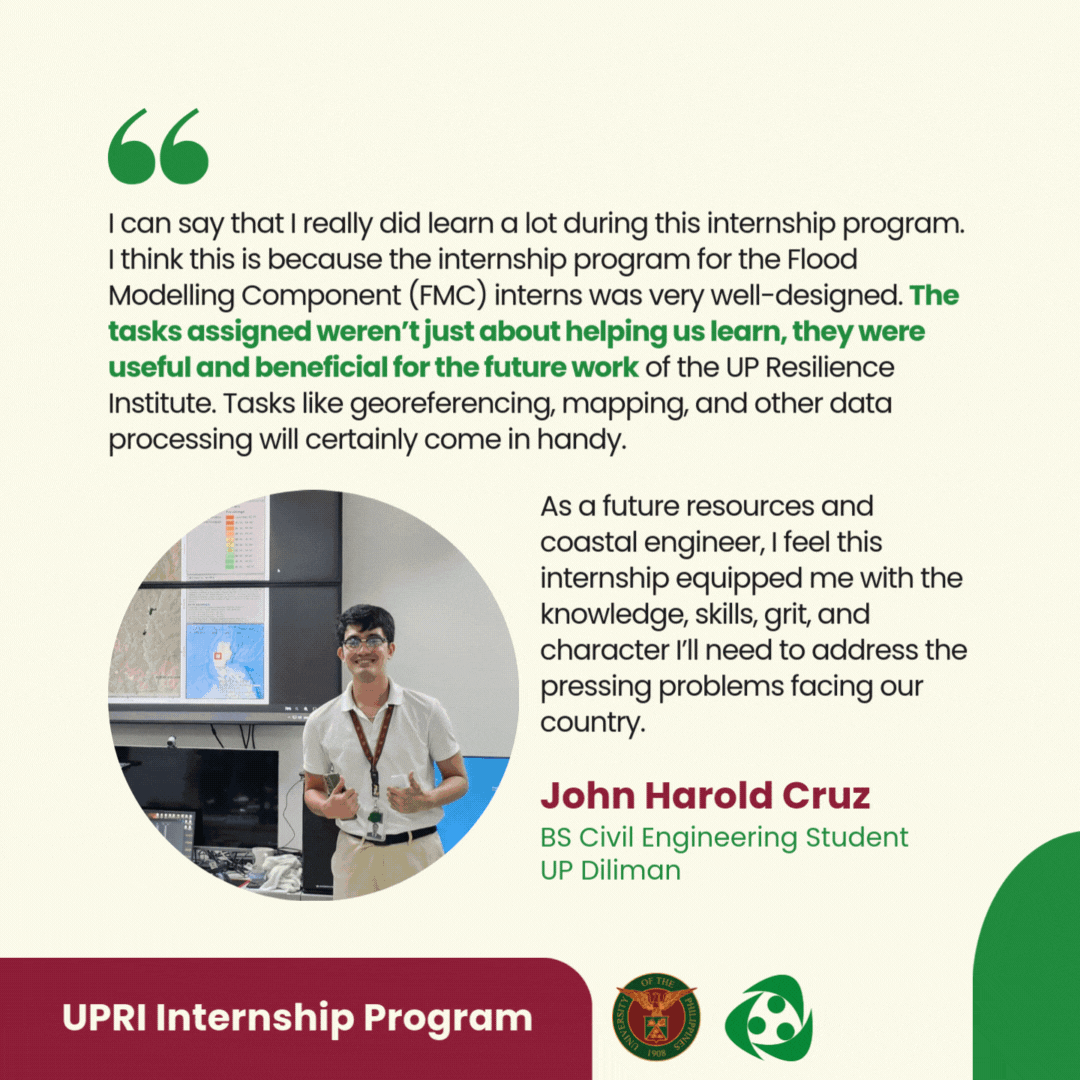 I can say that I really did learn a lot during this internship program.
I think this is because the internship program for the Flood
Modelling Component (FMC) interns was very well-designed. The
tasks assigned weren’t just about helping us learn, they were
useful and beneficial for the future work of the UP Resilience
Institute. Tasks like georeferencing, mapping, and other data
processing will certainly come in handy.
As a future resources and
coastal engineer, I feel this
internship equipped me with the
knowledge, skills, grit, and
character I’ll need to address the
pressing problems facing our
country.
John Harold Cruz
BS Civil Engineering Student
UP Diliman
UPRI Internship Program
UNIVERSITY OF THE PHILIPPINES
1908